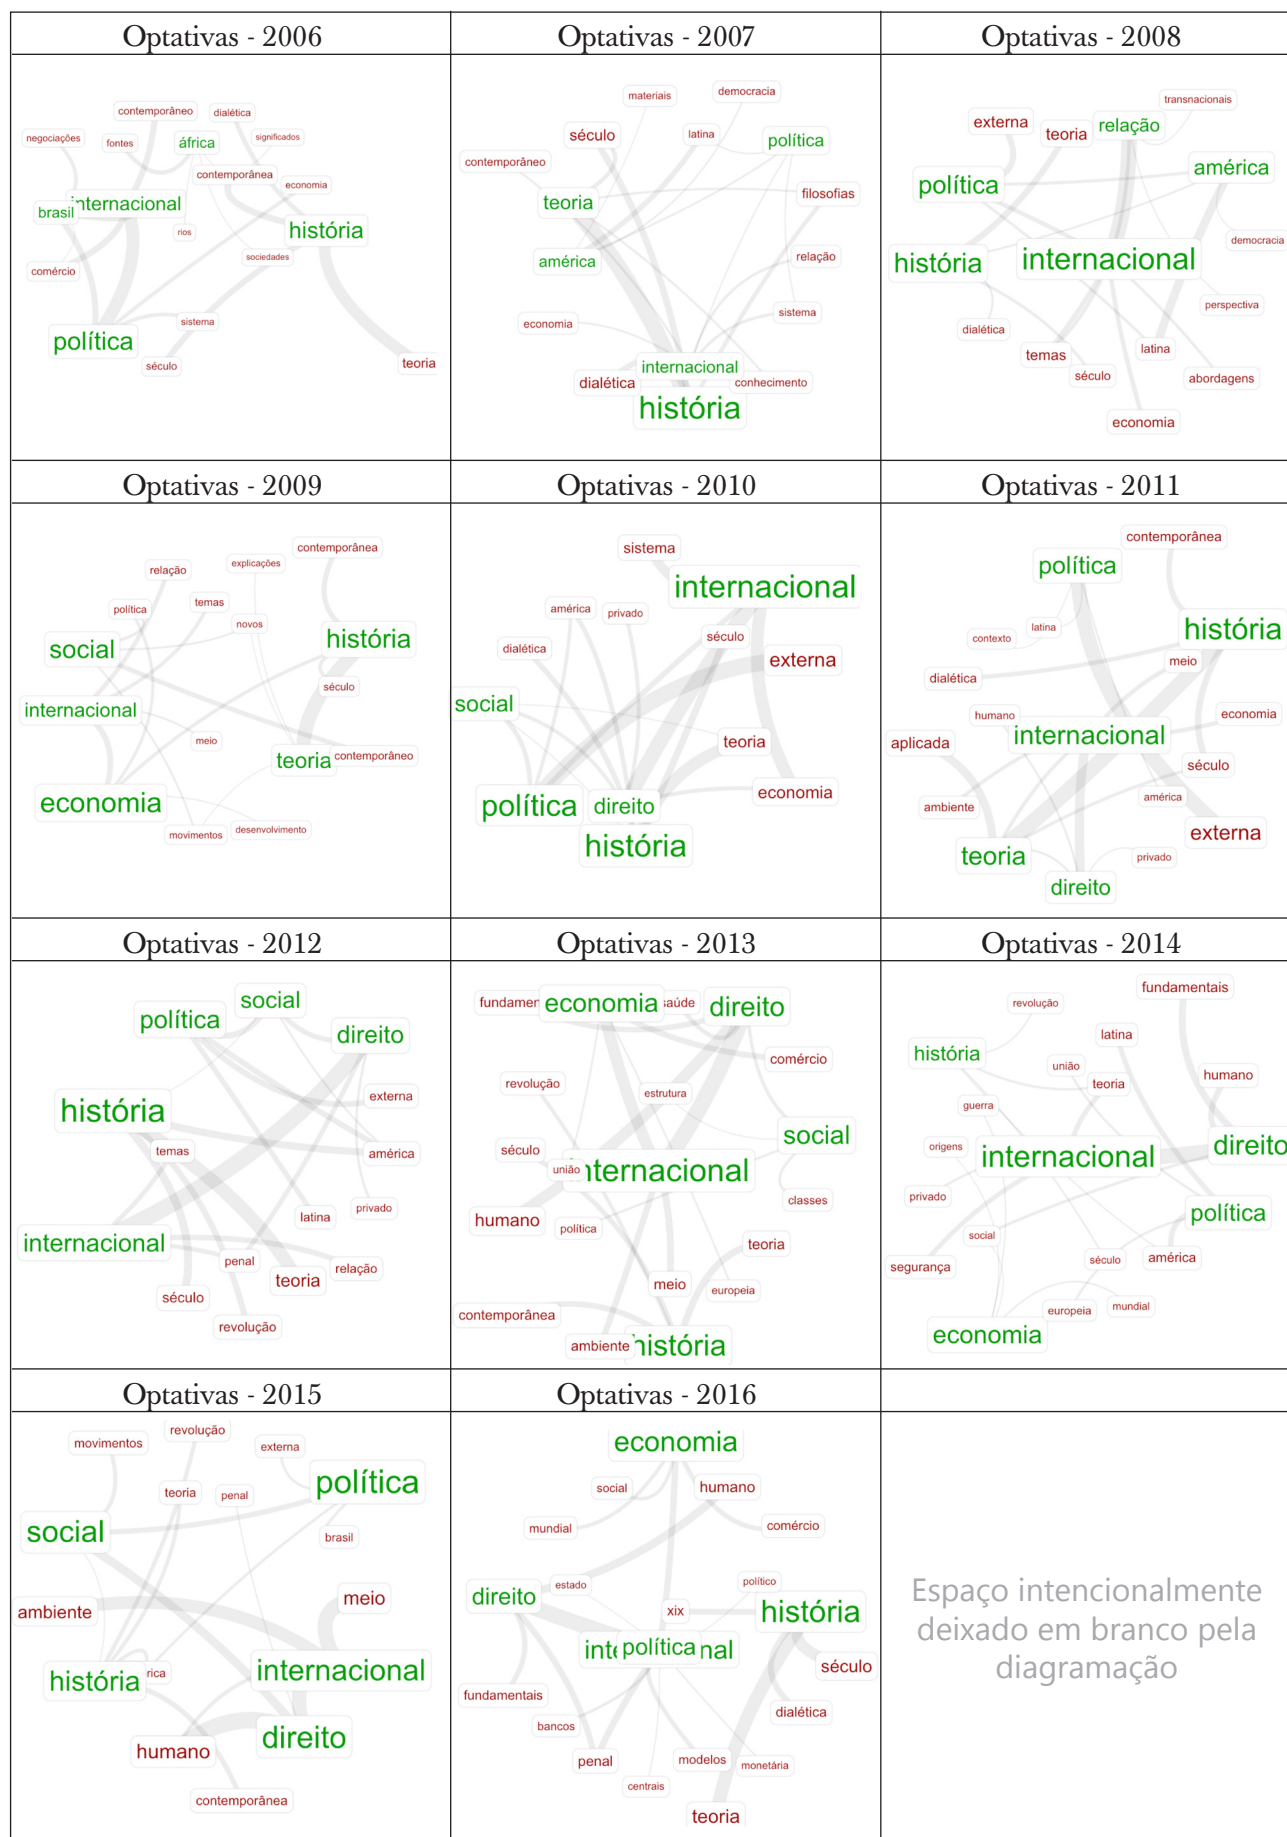 Optativas - 2006
Optativas - 2007
Optativas - 2008
contemporâneo
dialética
negociações
fontes
áfrica
significados
contemporânea
economia
internacional
brasil
rios
história
sociedades
comércio
sistema
política
século
teoria
materiais
democracia
século
latina
política
contemporâneo
teoria
filosofias
américa
relação
economia
sistema
internacional
dialética
conhecimento
história
transnacionais
externa
teoria
relação
política
américa
democracia
história
internacional
perspectiva
dialética
temas
latina
século
abordagens
economia
Optativas - 2009
Optativas - 2010
Optativas - 2011
contemporânea
relação
explicações
política
temas
novos
história
social
século
internacional
meio
teoria
contemporâneo
economia
movimentos
desenvolvimento
sistema
internacional
américa
privado
século
dialética
externa
social
teoria
economia
política
direito
história
contemporânea
política
contexto
latina
história
meio
dialética
humano
economia
internacional
aplicada
século
ambiente
américa
externa
teoria
privado
direito
Optativas - 2012
Optativas - 2013
Optativas - 2014
social
política
direito
externa
história
temas
américa
latina
privado
internacional
penal
relação
teoria
século
revolução
fundamen
economia
saúde
direito
comércio
revolução
estrutura
social
século
união
internacional
classes
humano
política
teoria
meio
europeia
contemporânea
ambiente
história
fundamentais
revolução
latina
história
união
teoria
humano
guerra
origens
internacional
direito
privado
política
social
segurança
século
américa
europeia
mundial
economia
Optativas - 2015
Optativas - 2016
revolução
movimentos
externa
política
teoria
penal
social
brasil
meio
ambiente
história
rica
internacional
direito
humano
contemporânea
economia
social
humano
mundial
comércio
estado
político
direito
xix
história
inte
política
nal
século
fundamentais
dialética
bancos
penal
modelos
monetária
centrais
teoria
Espaço intencionalmente
deixado em branco pela
diagramação